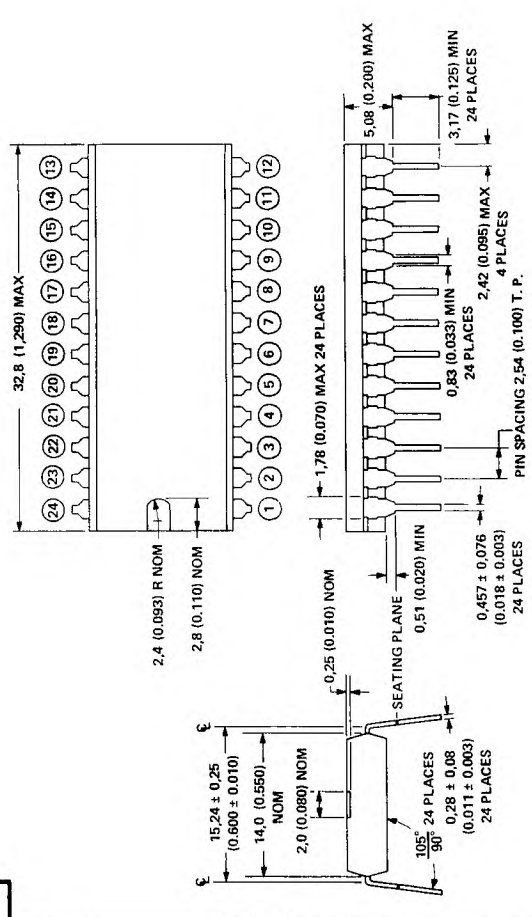 32,8 (1,290) MAX
24 23 22 21 20 19 18 17 16 15 14 13
2,4 (0.093) R NOM
2,8 (0.110) NOM
1 2 3 4 5 6 7 8 9 10 11 12
℄
15,24 ± 0,25
(0.600 ± 0.010)
℄
14,0 (0.550)
NOM
2,0 (0.080) NOM
0,25 (0.010) NOM
105°
90° 24 PLACES
0,28 ± 0,08
(0.011 ± 0.003)
24 PLACES
SEATING PLANE
1,78 (0.070) MAX 24 PLACES
5,08 (0.200) MAX
3,17 (0.125) MIN
24 PLACES
0,51 (0.020) MIN
0,457 ± 0,076
(0.018 ± 0.003)
24 PLACES
0,83 (0.033) MIN
24 PLACES
2,42 (0.095) MAX
4 PLACES
PIN SPACING 2,54 (0.100) T. P.